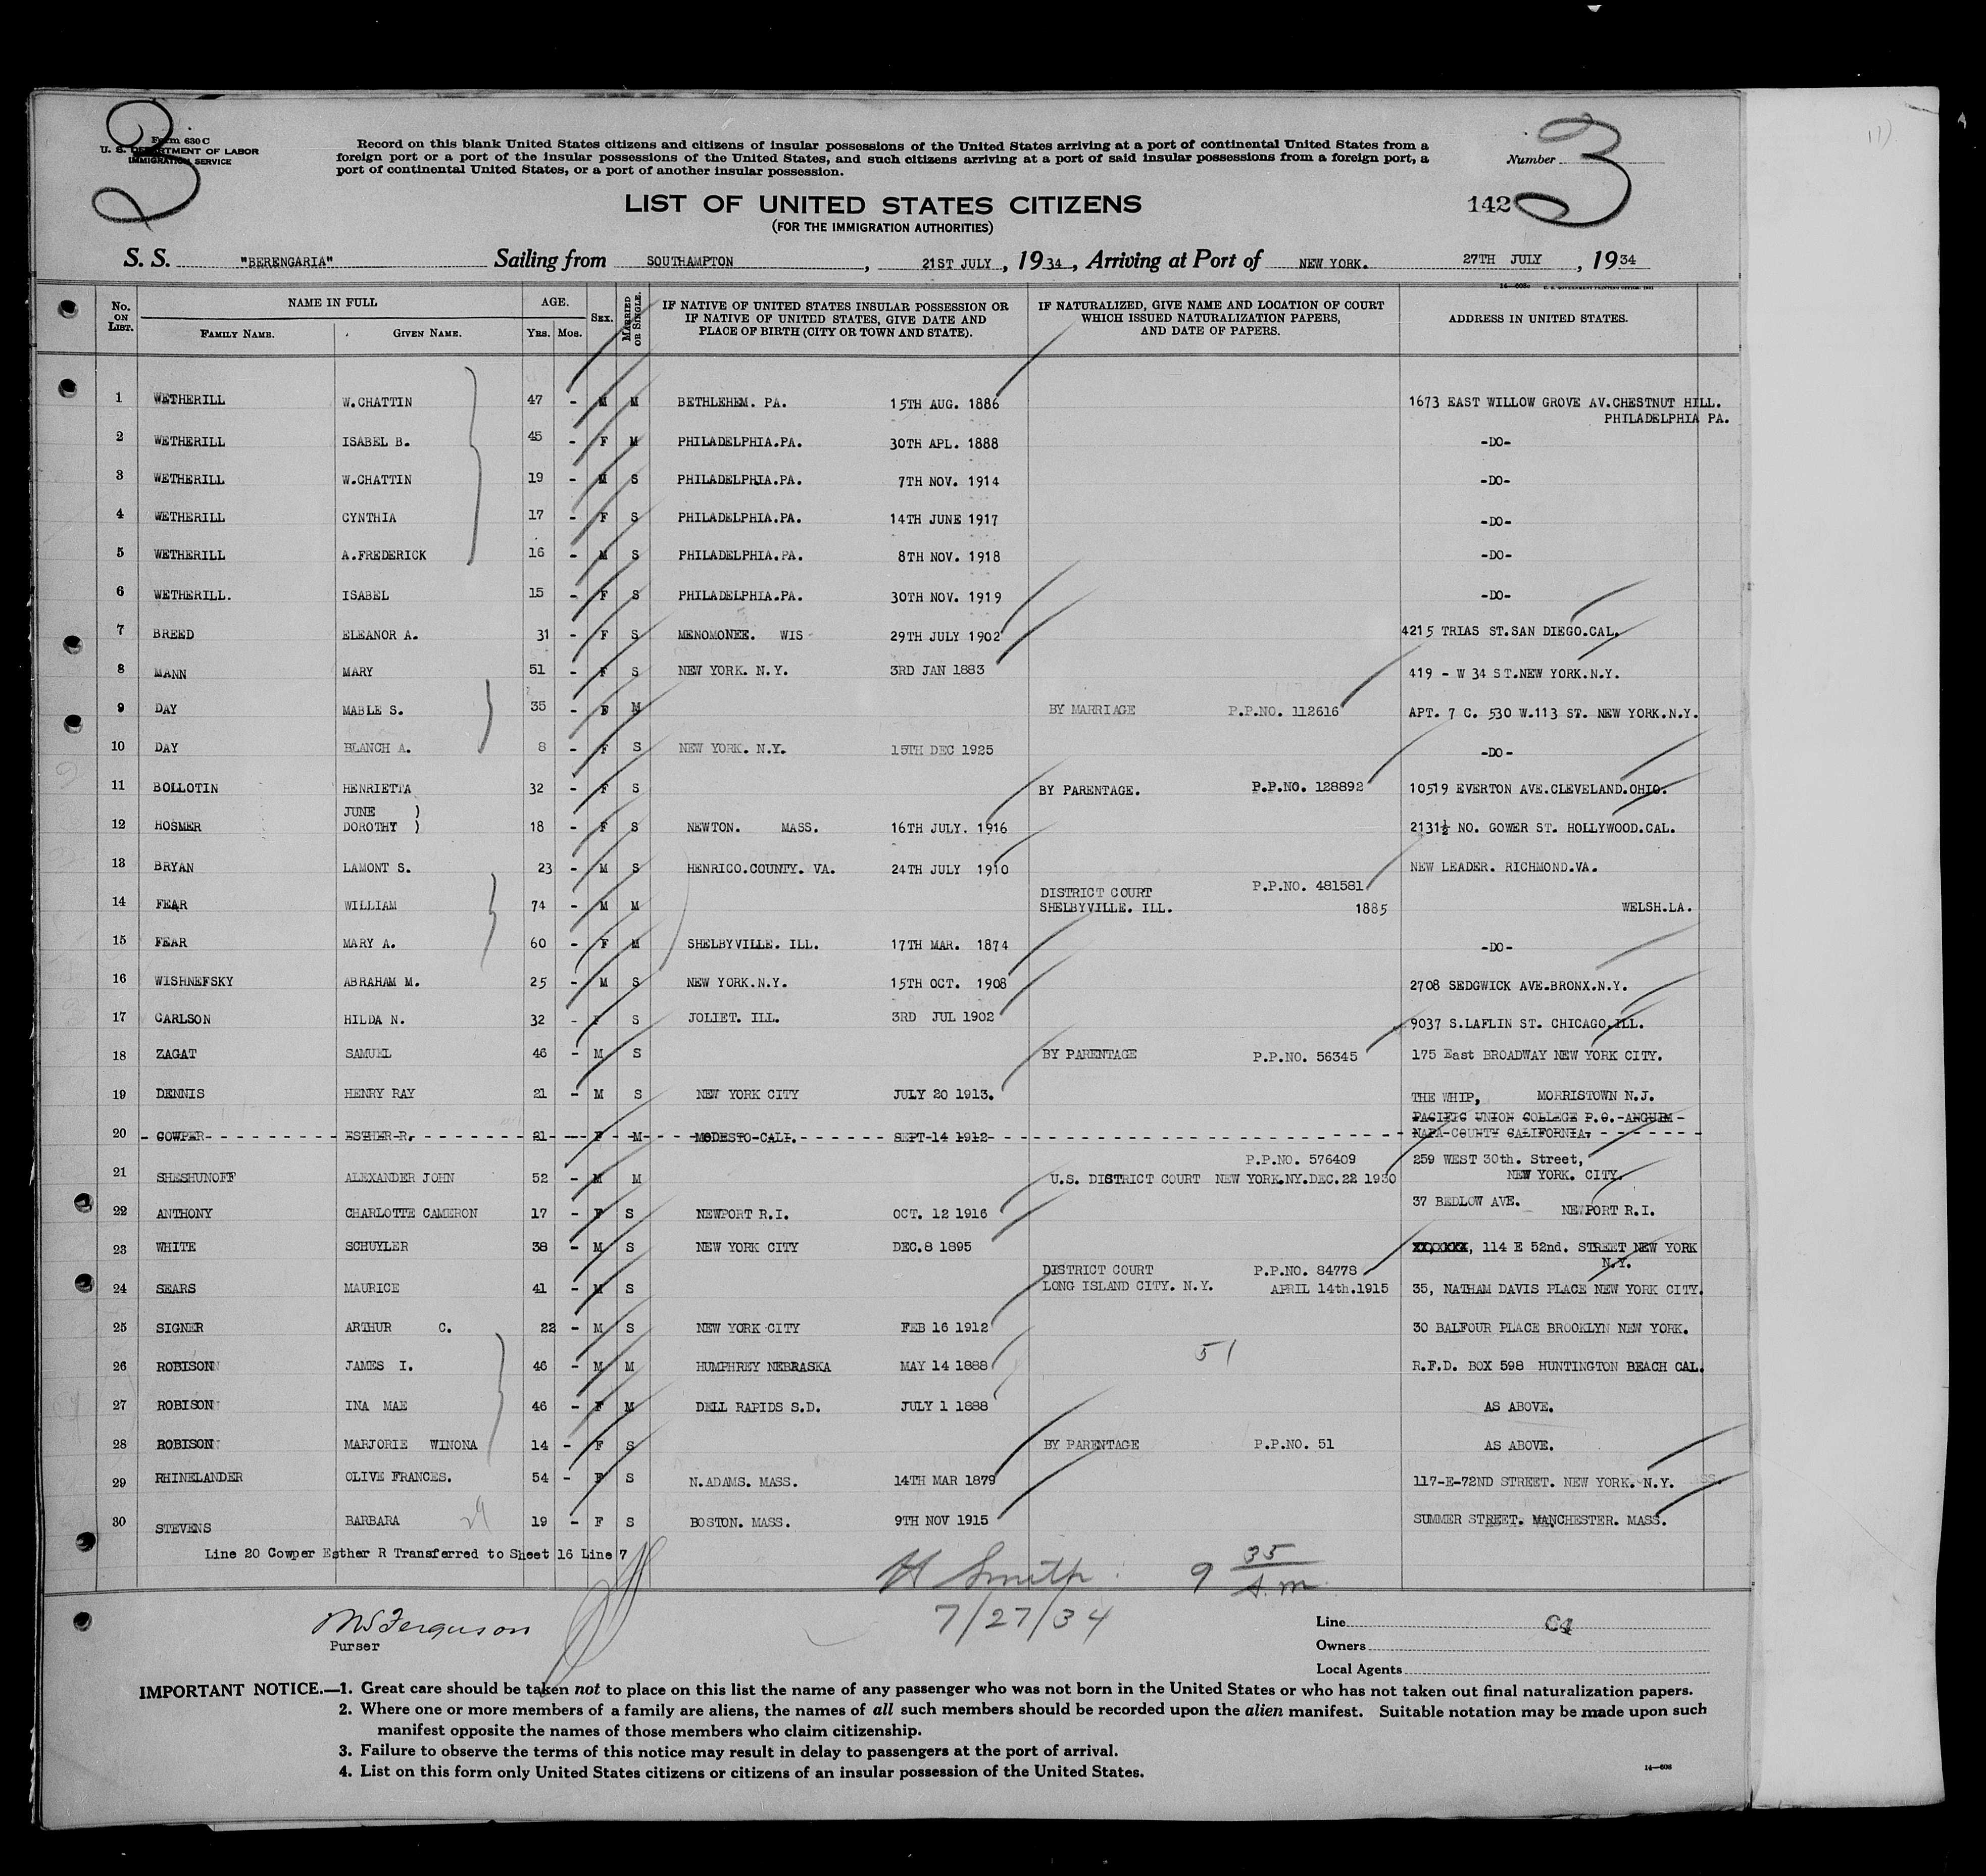 3
Form 630 C
U. S. DEPARTMENT OF LABOR
IMMIGRATION SERVICE
Record on this blank United States citizens and citizens of insular possessions of the United States arriving at a port of continental United States from a
foreign port or a port of the insular possessions of the United States, and such citizens arriving at a port of said insular possessions from a foreign port, a
port of continental United States, or a port of another insular possession.
Number 3
LIST OF UNITED STATES CITIZENS
(FOR THE IMMIGRATION AUTHORITIES)
142
S. S. "BERENGARIA" Sailing from SOUTHAMPTON, 21ST JULY, 1934, Arriving at Port of NEW YORK. 27TH JULY, 1934
No. ON LIST. NAME IN FULL FAMILY NAME. GIVEN NAME. AGE. YRS. MOS. SEX. MARRIED OR SINGLE. IF NATIVE OF UNITED STATES INSULAR POSSESSION OR IF NATIVE OF UNITED STATES, GIVE DATE AND PLACE OF BIRTH (CITY OR TOWN AND STATE). IF NATURALIZED, GIVE NAME AND LOCATION OF COURT WHICH ISSUED NATURALIZATION PAPERS, AND DATE OF PAPERS. ADDRESS IN UNITED STATES.
1 WETHERILL W.CHATTIN 47 - M M BETHLEHEM. PA. 15TH AUG. 1886 1673 EAST WILLOW GROVE AV.CHESTNUT HILL.
PHILADELPHIA PA.
2 WETHERILL ISABEL B. 45 - F M PHILADELPHIA.PA. 30TH APL. 1888 -DO-
3 WETHERILL W.CHATTIN 19 - M S PHILADELPHIA.PA. 7TH NOV. 1914 -DO-
4 WETHERILL CYNTHIA 17 - F S PHILADELPHIA.PA. 14TH JUNE 1917 -DO-
5 WETHERILL A.FREDERICK 16 - M S PHILADELPHIA.PA. 8TH NOV. 1918 -DO-
6 WETHERILL. ISABEL 15 - F S PHILADELPHIA.PA. 30TH NOV. 1919 -DO-
7 BREED ELEANOR A. 31 - F S MENOMONEE. WIS 29TH JULY 1902 4215 TRIAS ST.SAN DIEGO.CAL.
8 MANN MARY 51 - F S NEW YORK. N.Y. 3RD JAN 1883 419 - W 34 ST.NEW YORK.N.Y.
9 DAY MABLE S. 35 - F M BY MARRIAGE P.P.NO. 112616 APT. 7 C. 530 W.113 ST. NEW YORK.N.Y.
10 DAY BLANCH A. 8 - F S NEW YORK. N.Y. 15TH DEC 1925 -DO-
11 BOLLOTIN HENRIETTA 32 - F S BY PARENTAGE. P.P.NO. 128892 10519 EVERTON AVE.CLEVELAND.OHIO.
JUNE )
12 HOSMER DOROTHY ) 18 - F S NEWTON. MASS. 16TH JULY. 1916 2131½ NO. GOWER ST. HOLLYWOOD.CAL.
13 BRYAN LAMONT S. 23 - M S HENRICO.COUNTY. VA. 24TH JULY 1910 NEW LEADER. RICHMOND.VA.
DISTRICT COURT P.P.NO. 481581
14 FEAR WILLIAM 74 - M M SHELBYVILLE. ILL. 1885 WELSH.LA.
15 FEAR MARY A. 60 - F M SHELBYVILLE. ILL. 17TH MAR. 1874 -DO-
16 WISHNEFSKY ABRAHAM M. 25 - M S NEW YORK.N.Y. 15TH OCT. 1908 2708 SEDGWICK AVE.BRONX.N.Y.
17 CARLSON HILDA N. 32 - F S JOLIET. ILL. 3RD JUL 1902 9037 S.LAFLIN ST. CHICAGO.ILL.
18 ZAGAT SAMUEL 46 - M S BY PARENTAGE P.P.NO. 56345 175 East BROADWAY NEW YORK CITY.
19 DENNIS HENRY RAY 21 - M S NEW YORK CITY JULY 20 1913. THE WHIP, MORRISTOWN N.J.
PACIFIC UNION COLLEGE P.O. ANGUIM
20 COWPER ESTHER R. 21 - F M MODESTO CALI. SEPT 14 1912 NAPA COUNTY CALIFORNIA.
P.P.NO. 576409 259 WEST 30th. Street,
21 SHESHUNOFF ALEXANDER JOHN 52 - M M U.S. DISTRICT COURT NEW YORK.NY.DEC.22 1930 NEW YORK. CITY.
22 ANTHONY CHARLOTTE CAMERON 17 - F S NEWPORT R.I. OCT. 12 1916 37 BEDLOW AVE. NEWPORT R.I.
23 WHITE SCHUYLER 38 - M S NEW YORK CITY DEC.8 1895 114 E 52nd. STREET NEW YORK
N.Y.
DISTRICT COURT P.P.NO. 84778
24 SEARS MAURICE 41 - M S LONG ISLAND CITY. N.Y. APRIL 14th.1915 35, NATHAM DAVIS PLACE NEW YORK CITY.
25 SIGNER ARTHUR C. 22 - M S NEW YORK CITY FEB 16 1912 30 BALFOUR PLACE BROOKLYN NEW YORK.
51
26 ROBISON JAMES I. 46 - M M HUMPHREY NEBRASKA MAY 14 1888 R.F.D. BOX 598 HUNTINGTON BEACH CAL.
27 ROBISON INA MAE 46 - F M DELL RAPIDS S.D. JULY 1 1888 AS ABOVE.
28 ROBISON MARJORIE WINONA 14 - F S BY PARENTAGE P.P.NO. 51 AS ABOVE.
29 RHINELANDER OLIVE FRANCES. 54 - F S N.ADAMS. MASS. 14TH MAR 1879 117-E-72ND STREET. NEW YORK. N.Y.
30 STEVENS BARBARA 19 - F S BOSTON. MASS. 9TH NOV 1915 SUMMER STREET. MANCHESTER. MASS.
Line 20 Cowper Esther R Transferred to Sheet 16 Line 7
H Smith 9 35 A.m
7/27/34
Ferguson
Purser
Line C4
Owners
Local Agents
IMPORTANT NOTICE.—1. Great care should be taken not to place on this list the name of any passenger who was not born in the United States or who has not taken out final naturalization papers.
2. Where one or more members of a family are aliens, the names of all such members should be recorded upon the alien manifest. Suitable notation may be made upon such
manifest opposite the names of those members who claim citizenship.
3. Failure to observe the terms of this notice may result in delay to passengers at the port of arrival.
4. List on this form only United States citizens or citizens of an insular possession of the United States.
14—608